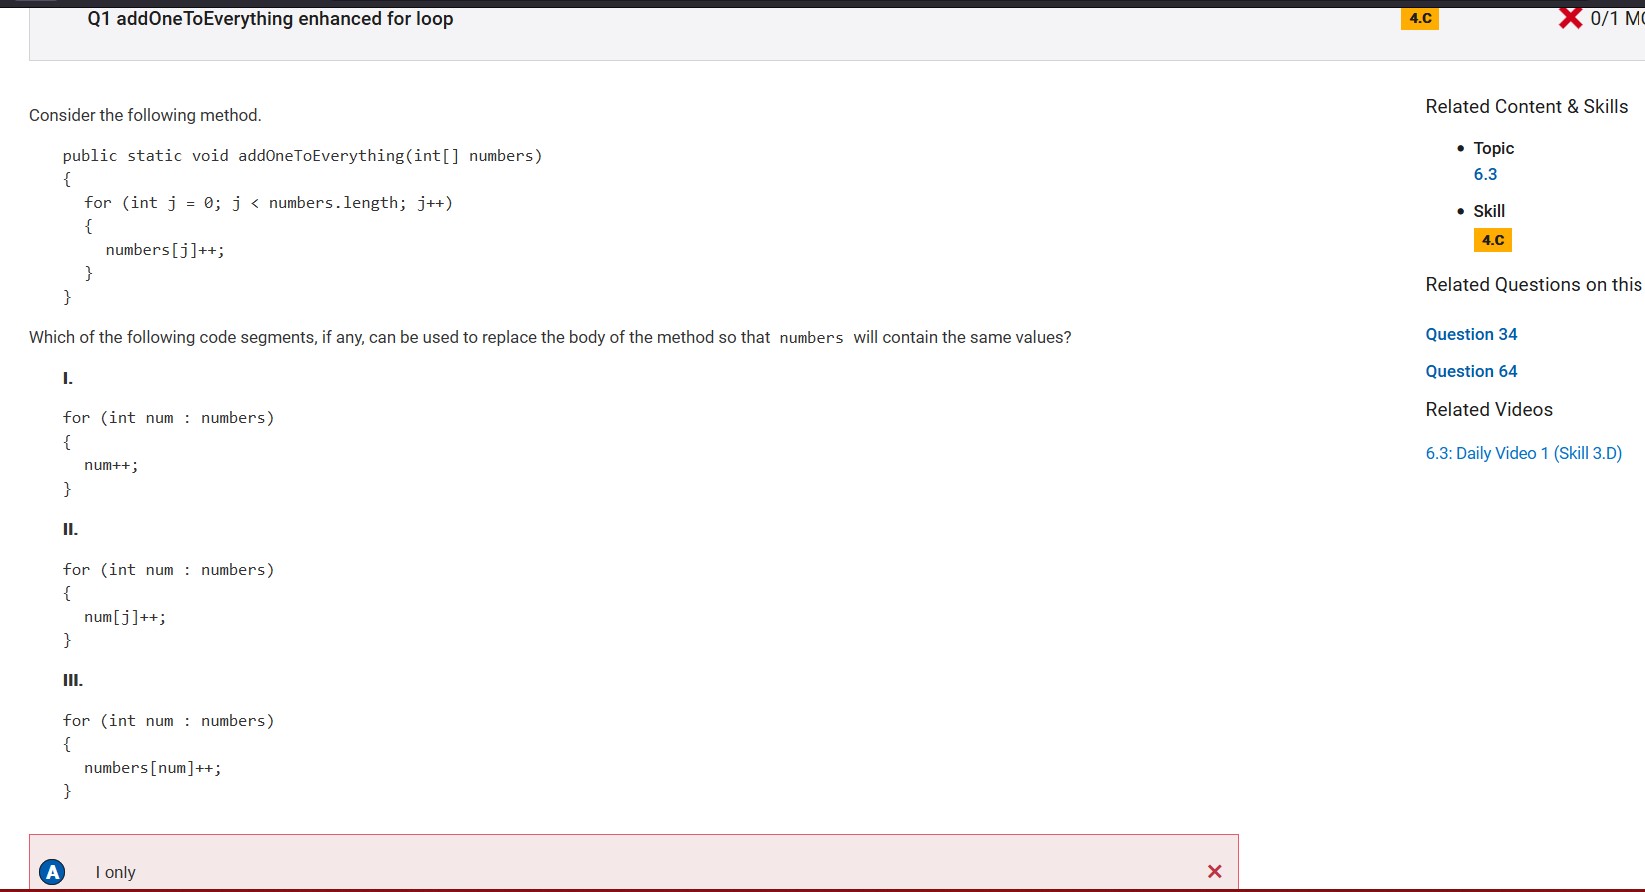 Q1 addOneToEverything enhanced for loop
4.C
0/1
Consider the following method.
public static void addOneToEverything(int[] numbers)
{
for (int j = 0; j < numbers.length; j++)
{
numbers[j]++;
}
}
Which of the following code segments, if any, can be used to replace the body of the method so that numbers will contain the same values?
I.
for (int num : numbers)
{
num++;
}
II.
for (int num : numbers)
{
num[j]++;
}
III.
for (int num : numbers)
{
numbers[num]++;
}
A I only
Related Content & Skills
Topic
6.3
Skill
4.C
Related Questions on this
Question 34
Question 64
Related Videos
6.3: Daily Video 1 (Skill 3.D)